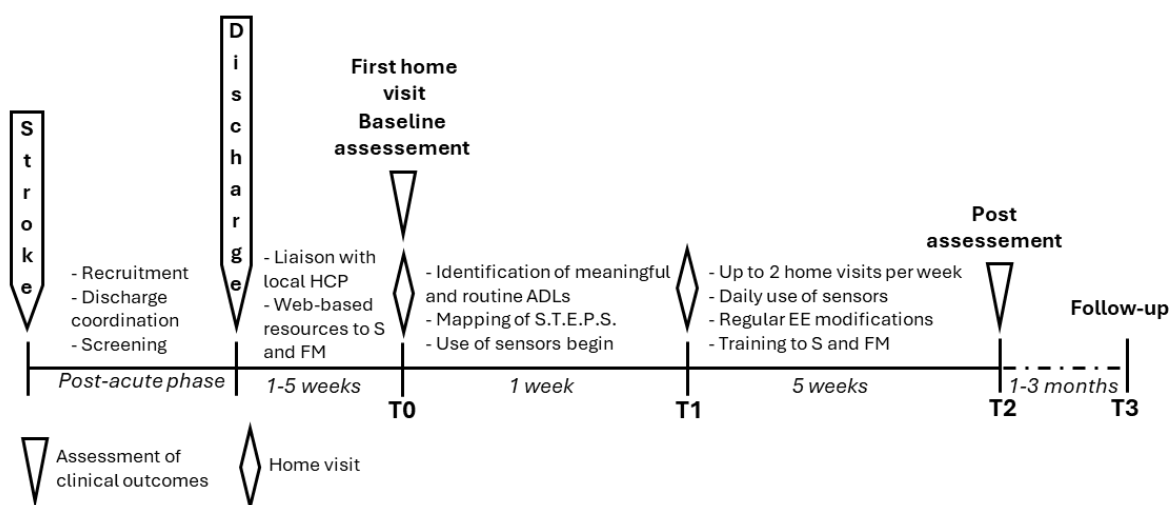 Stroke
Discharge
First home
visit
Baseline
assessement
Post
assessment
Follow-up
- Recruitment
- Discharge
coordination
- Screening
- Liaison with
local HCP
- Web-based
resources to S
and FM
- Identification of meaningful
and routine ADLs
- Mapping of S.T.E.P.S.
- Use of sensors begin
- Up to 2 home visits per week
- Daily use of sensors
- Regular EE modifications
- Training to S and FM
Post-acute phase
1-5 weeks
1 week
5 weeks
1-3 months
T0
T1
T2
T3
Assessment of
clinical outcomes
Home visit